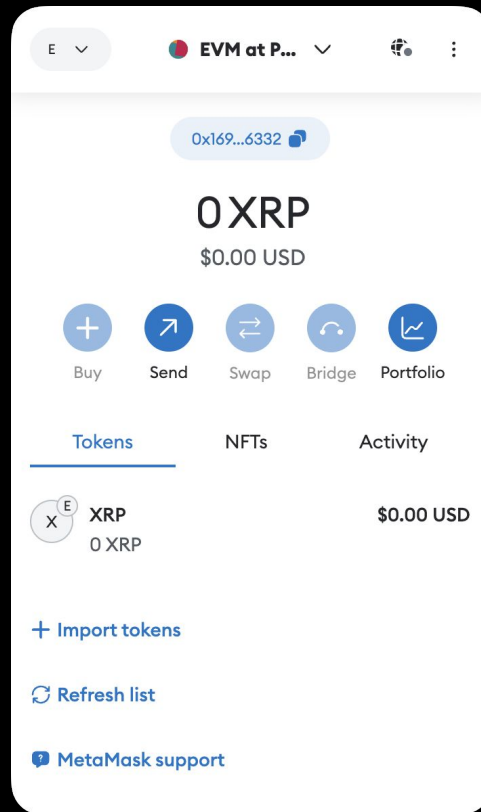 E
EVM at P...
0x169...6332
0 XRP
$0.00 USD
Buy Send Swap Bridge Portfolio
Tokens NFTs Activity
X E XRP $0.00 USD
0 XRP
Import tokens
Refresh list
MetaMask support